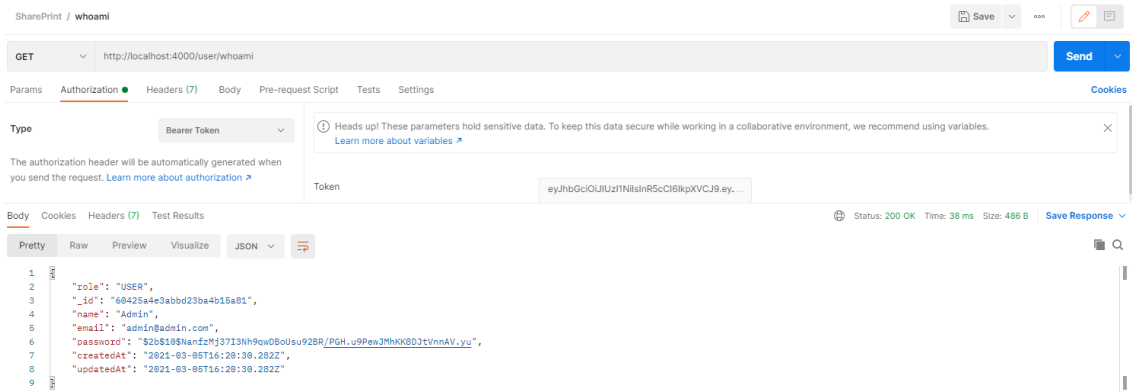 SharePrint / whoami
Save
GET http://localhost:4000/user/whoami Send
Params Authorization Headers (7) Body Pre-request Script Tests Settings Cookies
Type Bearer Token
The authorization header will be automatically generated when
you send the request. Learn more about authorization ↗
Heads up! These parameters hold sensitive data. To keep this data secure while working in a collaborative environment, we recommend using variables.
Learn more about variables ↗
Token eyJhbGciOiJIUzI1NiIsInR5cCI6IkpXVCJ9.ey....
Body Cookies Headers (7) Test Results Status: 200 OK Time: 38 ms Size: 486 B Save Response
Pretty Raw Preview Visualize JSON
1 {
2 "role": "USER",
3 "_id": "60425a4e3abbd23ba4b15a81",
4 "name": "Admin",
5 "email": "admin@admin.com",
6 "password": "$2b$10$NanfzMj37I3Nh9qwDBoUsu92BR/PGH.u9PewJMhKK8DJtVnnAV.yu",
7 "createdAt": "2021-03-05T16:20:30.282Z",
8 "updatedAt": "2021-03-05T16:20:30.282Z"
9 }